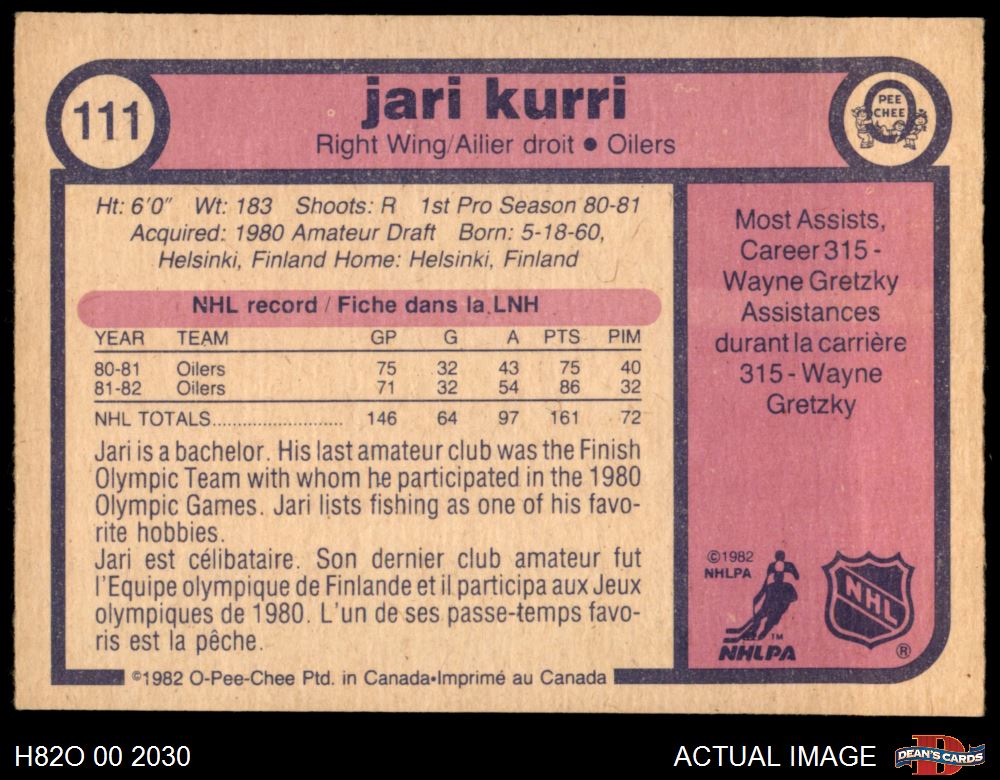 111
jari kurri
Right Wing/Ailier droit ● Oilers
O
PEE
CHEE
Ht: 6'0" Wt: 183 Shoots: R 1st Pro Season 80-81
Acquired: 1980 Amateur Draft Born: 5-18-60,
Helsinki, Finland Home: Helsinki, Finland
NHL record / Fiche dans la LNH
YEAR TEAM GP G A PTS PIM
80-81 Oilers 75 32 43 75 40
81-82 Oilers 71 32 54 86 32
NHL TOTALS........................... 146 64 97 161 72
Jari is a bachelor. His last amateur club was the Finish
Olympic Team with whom he participated in the 1980
Olympic Games. Jari lists fishing as one of his favo-
rite hobbies.
Jari est célibataire. Son dernier club amateur fut
l'Equipe olympique de Finlande et il participa aux Jeux
olympiques de 1980. L'un de ses passe-temps favo-
ris est la pêche.
©1982 O-Pee-Chee Ptd. in Canada•Imprimé au Canada
Most Assists,
Career 315 -
Wayne Gretzky
Assistances
durant la carrière
315 - Wayne
Gretzky
©1982
NHLPA
TM
NHLPA
NHL
®
H82O 00 2030
ACTUAL IMAGE
D
DEAN'S CARDS